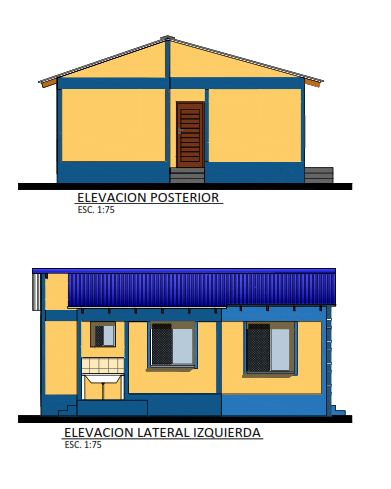 ELEVACION POSTERIOR
ESC. 1:75
ELEVACION LATERAL IZQUIERDA
ESC. 1:75